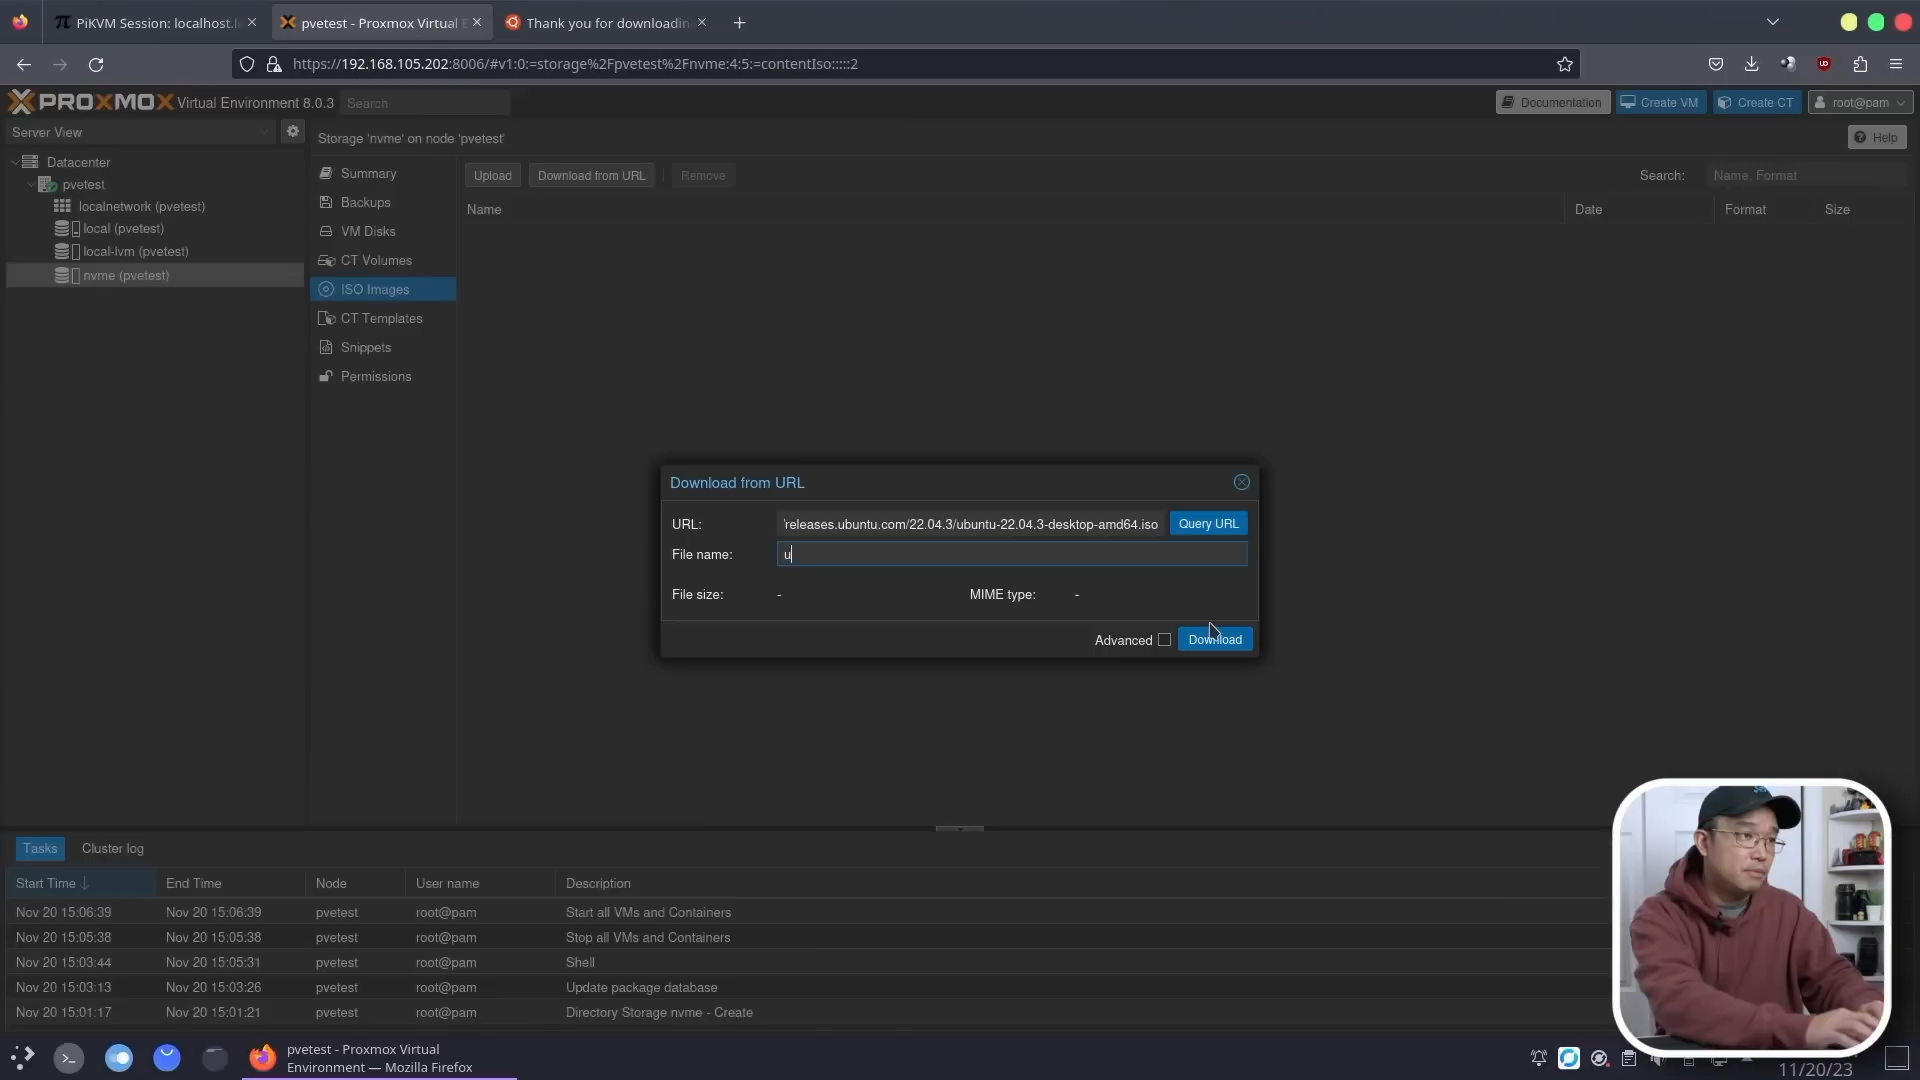 PiKVM Session: localhost.l
pvetest - Proxmox Virtual E
Thank you for downloadin
https://192.168.105.202:8006/#v1:0:=storage%2Fpvetest%2Fnvme:4:5:=contentIso:::::2
PROXMOX Virtual Environment 8.0.3
Search
Documentation
Create VM
Create CT
root@pam
Server View
Storage 'nvme' on node 'pvetest'
Help
Datacenter
pvetest
localnetwork (pvetest)
local (pvetest)
local-lvm (pvetest)
nvme (pvetest)
Summary
Backups
VM Disks
CT Volumes
ISO Images
CT Templates
Snippets
Permissions
Upload
Download from URL
Remove
Search:
Name, Format
Name
Date
Format
Size
Download from URL
URL:
releases.ubuntu.com/22.04.3/ubuntu-22.04.3-desktop-amd64.iso
Query URL
File name:
u
File size:
-
MIME type:
-
Advanced
Download
Tasks
Cluster log
Start Time
End Time
Node
User name
Description
Nov 20 15:06:39 Nov 20 15:06:39 pvetest root@pam Start all VMs and Containers
Nov 20 15:05:38 Nov 20 15:05:38 pvetest root@pam Stop all VMs and Containers
Nov 20 15:03:44 Nov 20 15:05:31 pvetest root@pam Shell
Nov 20 15:03:13 Nov 20 15:03:26 pvetest root@pam Update package database
Nov 20 15:01:17 Nov 20 15:01:21 pvetest root@pam Directory Storage nvme - Create
pvetest - Proxmox Virtual
Environment — Mozilla Firefox
11/20/23